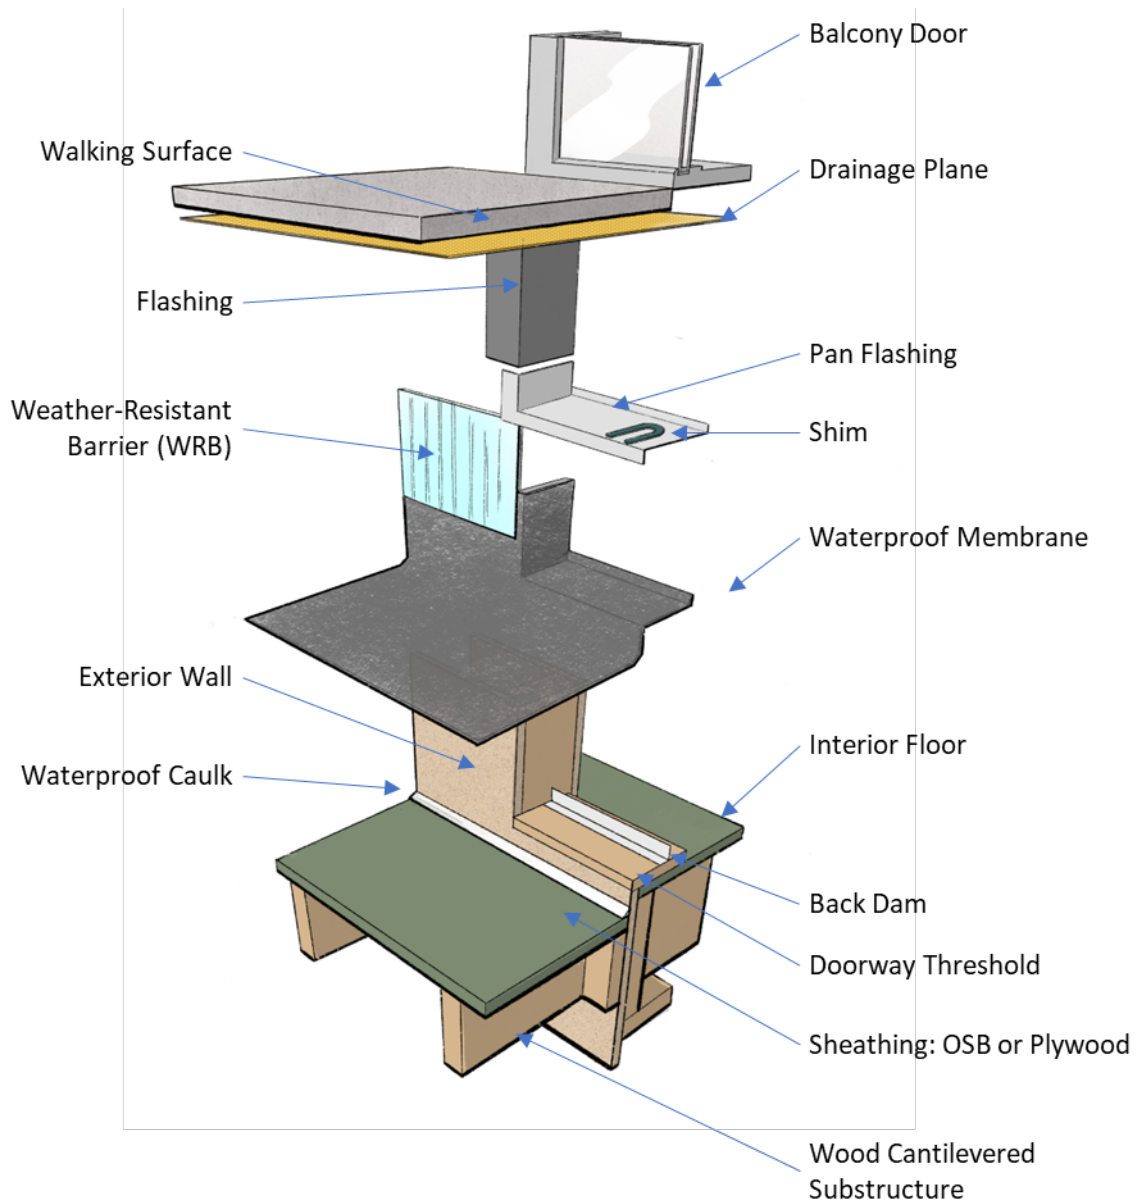 Balcony Door
Walking Surface
Drainage Plane
Flashing
Pan Flashing
Weather-Resistant
Barrier (WRB)
Shim
Waterproof Membrane
Exterior Wall
Interior Floor
Waterproof Caulk
Back Dam
Doorway Threshold
Sheathing: OSB or Plywood
Wood Cantilevered
Substructure